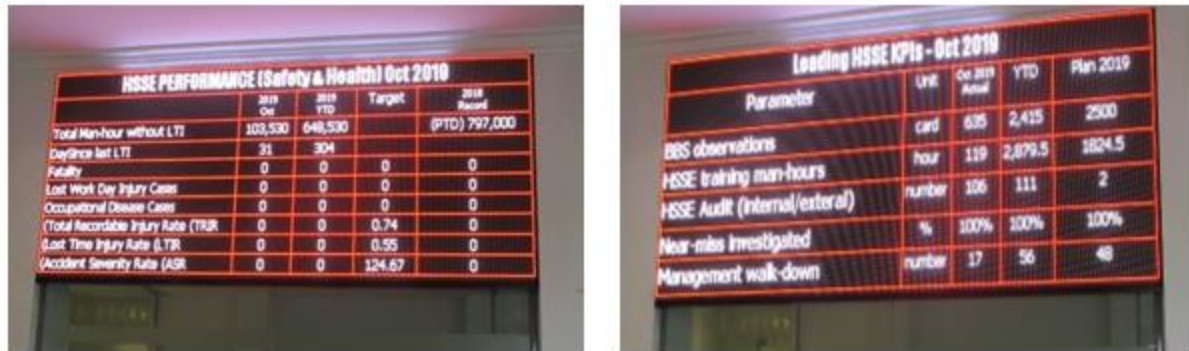 HSSE PERFORMANCE (Safety & Health) Oct 2019
2019 Oct 2019 YTD Target 2018 Record
Total Man-hour without LTI 103,530 648,530 (PTD) 797,000
DaySince last LTI 31 304
Fatality 0 0 0 0
Lost Work Day Injury Cases 0 0 0 0
Occupational Disease Cases 0 0 0 0
(Total Recordable Injury Rate (TRIR 0 0 0.74 0
(Lost Time Injury Rate (LTIR 0 0 0.55 0
(Accident Severity Rate (ASR 0 0 124.67 0
Leading HSSE KPIs - Oct 2019
Parameter Unit Oct 2019 Actual YTD Plan 2019
BBS observations card 635 2,415 2500
HSSE training man-hours hour 119 2,879.5 1824.5
HSSE Audit (internal/exteral) number 106 111 2
Near-miss investigated % 100% 100% 100%
Management walk-down number 17 56 48